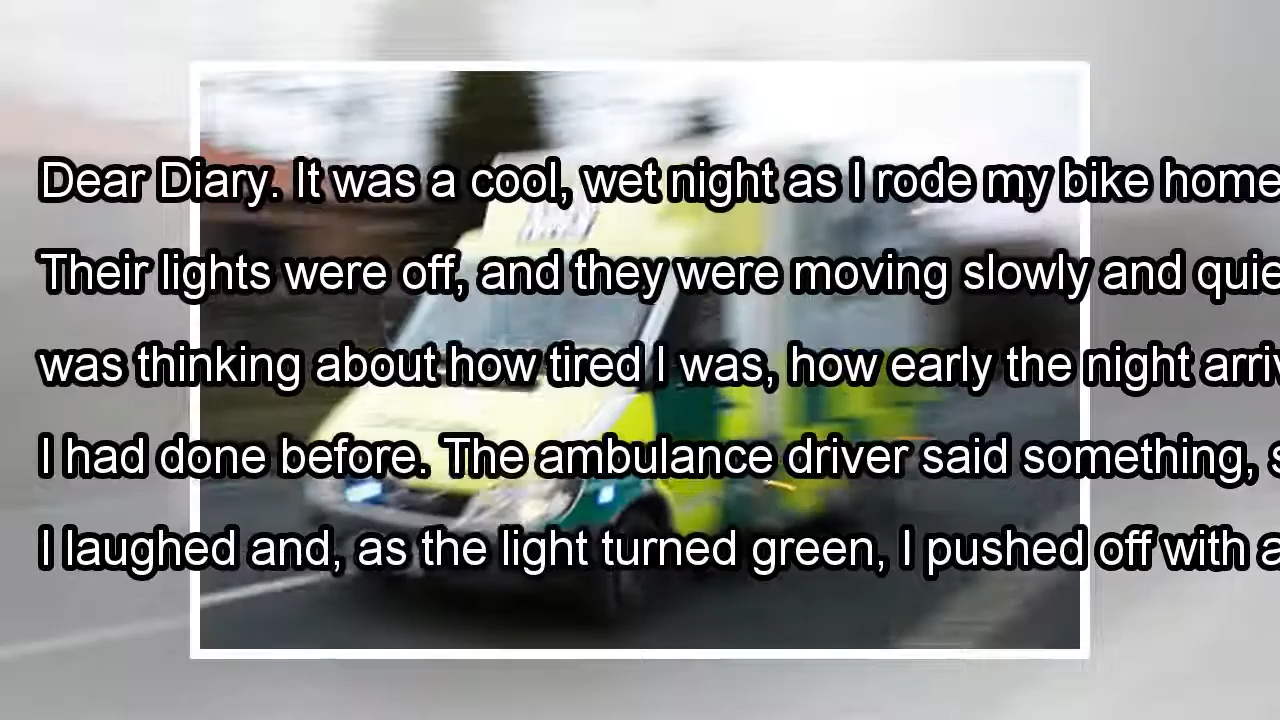 Dear Diary. It was a cool, wet night as I rode my bike home
Their lights were off, and they were moving slowly and quie
was thinking about how tired I was, how early the night arriv
I had done before. The ambulance driver said something, s
I laughed and, as the light turned green, I pushed off with a